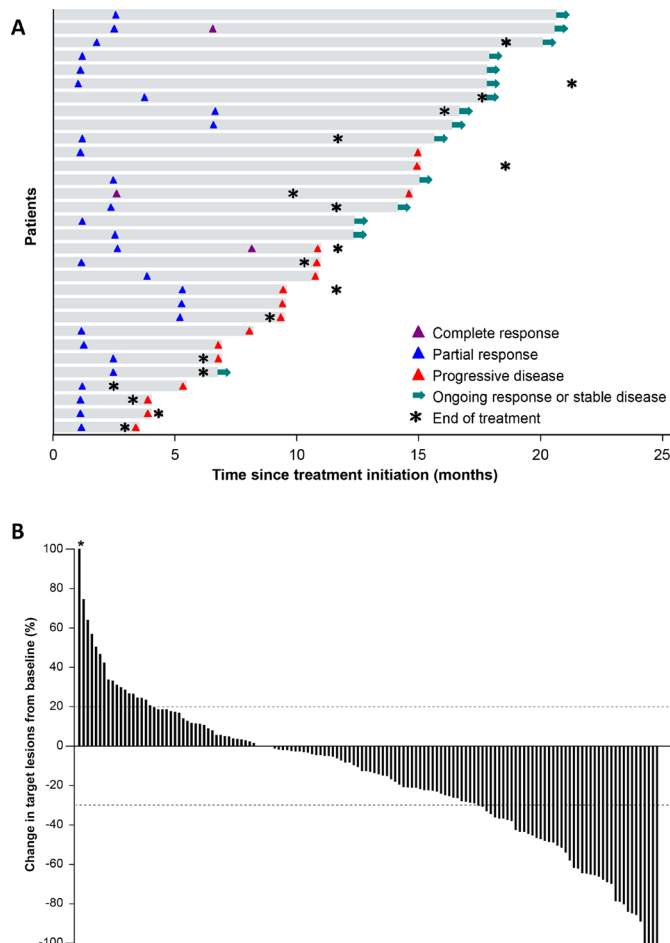 A
Patients
Complete response
Partial response
Progressive disease
Ongoing response or stable disease
* End of treatment
0 5 10 15 20 25
Time since treatment initiation (months)
B
Change in target lesions from baseline (%)
100
80
60
40
20
0
-20
-40
-60
-80
-100
*